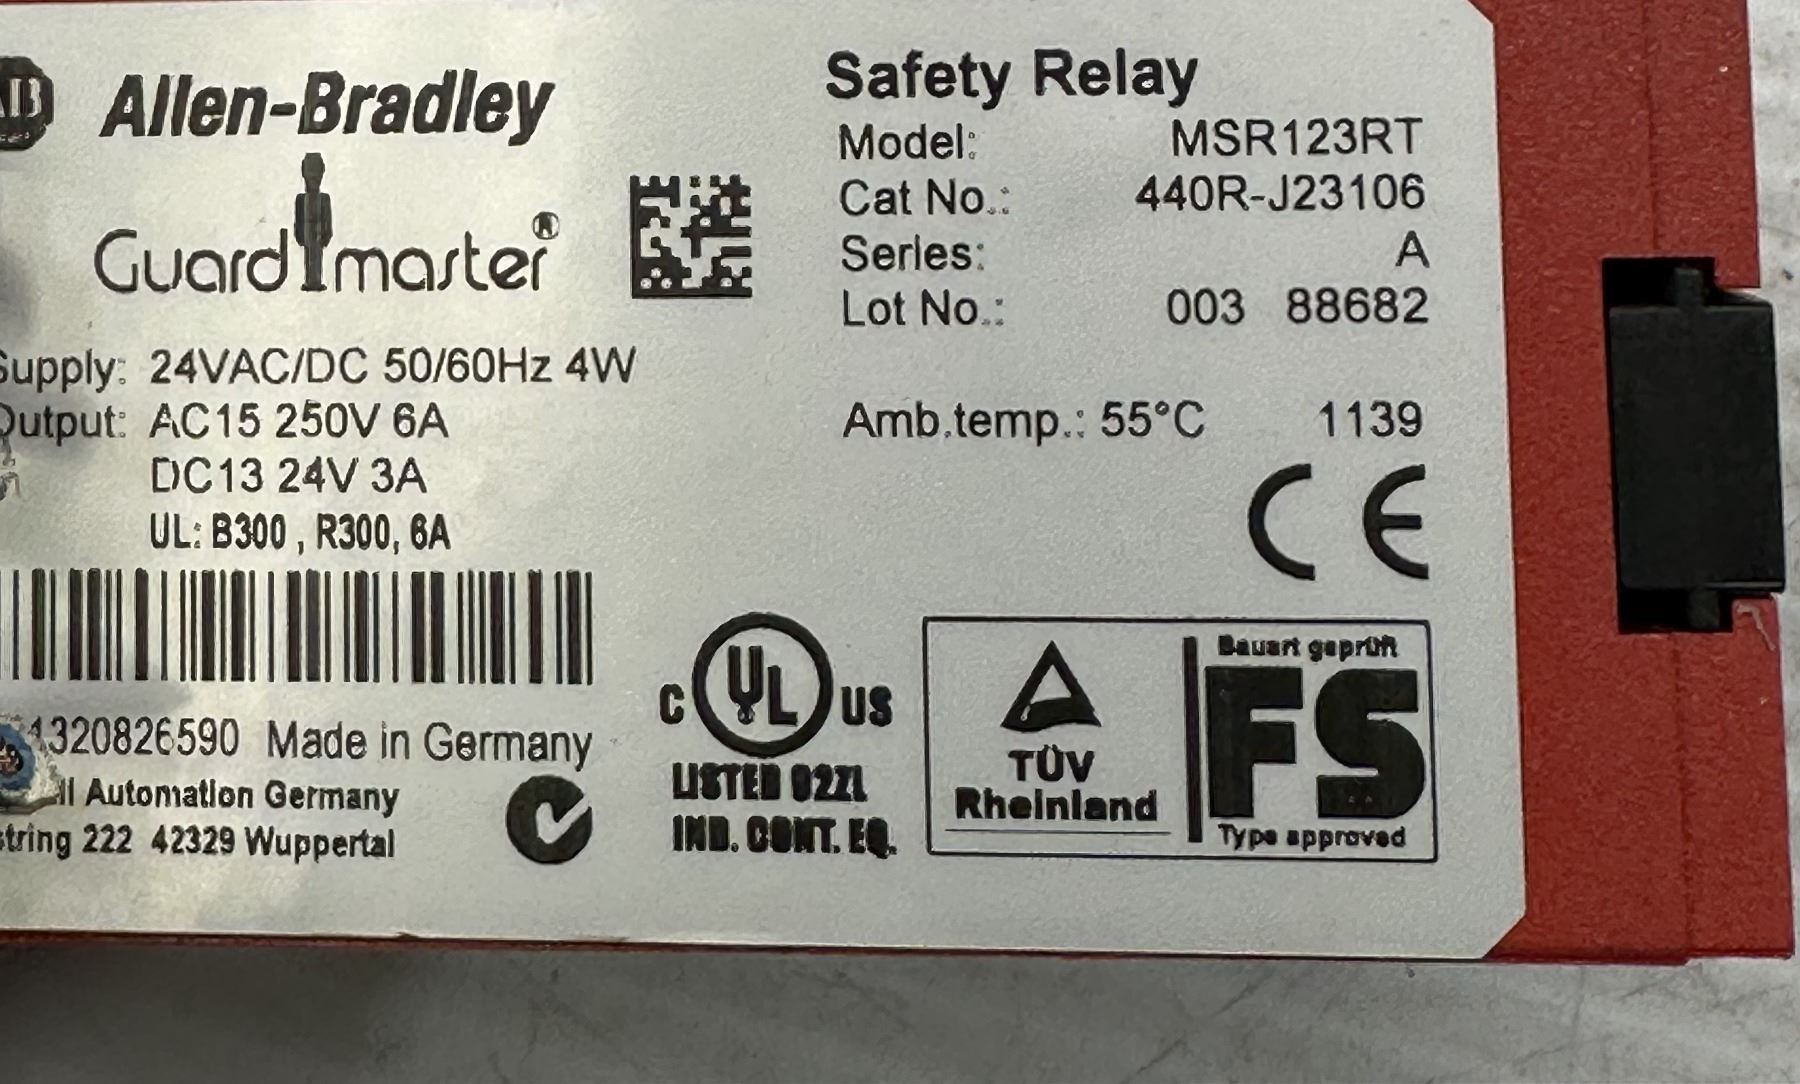 Allen-Bradley
Guardmaster®
Safety Relay
Model: MSR123RT
Cat No.: 440R-J23106
Series: A
Lot No.: 003 88682
Supply: 24VAC/DC 50/60Hz 4W
Output: AC15 250V 6A
DC13 24V 3A
UL: B300 , R300, 6A
Amb.temp.: 55°C 1139
CE
1320826590 Made in Germany
Automation Germany
222 42329 Wuppertal
C UL US
LISTED 02ZL
IND. CONT. EQ.
TÜV
Rheinland
Bauart geprüft
FS
Type approved